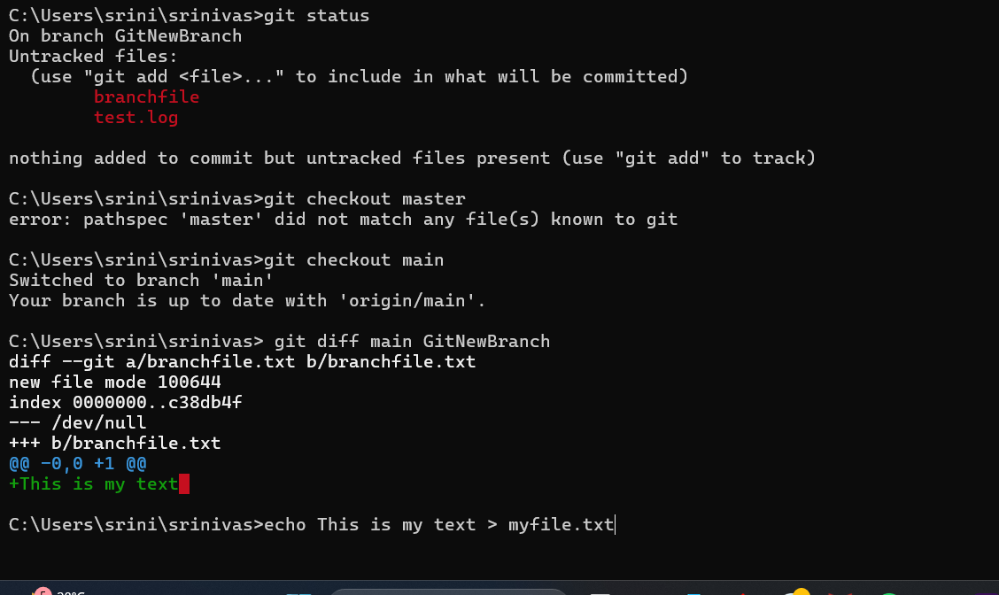 C:\Users\srini\srinivas>git status
On branch GitNewBranch
Untracked files:
  (use "git add <file>..." to include in what will be committed)
        branchfile
        test.log

nothing added to commit but untracked files present (use "git add" to track)

C:\Users\srini\srinivas>git checkout master
error: pathspec 'master' did not match any file(s) known to git

C:\Users\srini\srinivas>git checkout main
Switched to branch 'main'
Your branch is up to date with 'origin/main'.

C:\Users\srini\srinivas> git diff main GitNewBranch
diff --git a/branchfile.txt b/branchfile.txt
new file mode 100644
index 0000000..c38db4f
--- /dev/null
+++ b/branchfile.txt
@@ -0,0 +1 @@
+This is my text

C:\Users\srini\srinivas>echo This is my text > myfile.txt